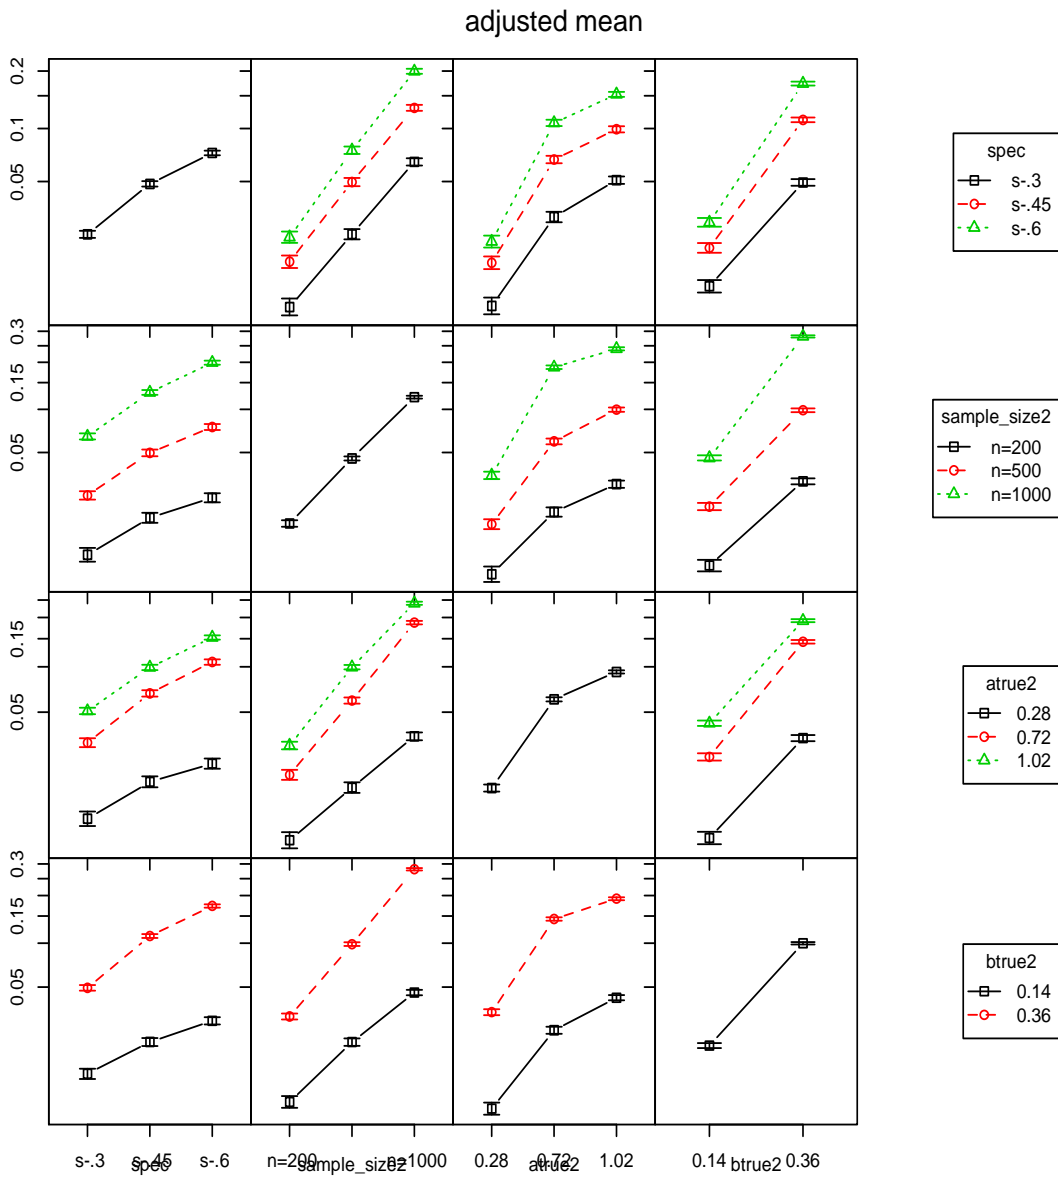 adjusted mean
0.2
0.1
0.05
spec
s-.3
s-.45
s-.6
0.3
0.15
0.05
sample_size2
n=200
n=500
n=1000
0.15
0.05
atrue2
0.28
0.72
1.02
0.3
0.15
0.05
btrue2
0.14
0.36
s-.3 s-.45 s-.6 n=200 n=1000 0.28 0.72 1.02 0.14 0.36
spec sample_size2 atrue2 btrue2